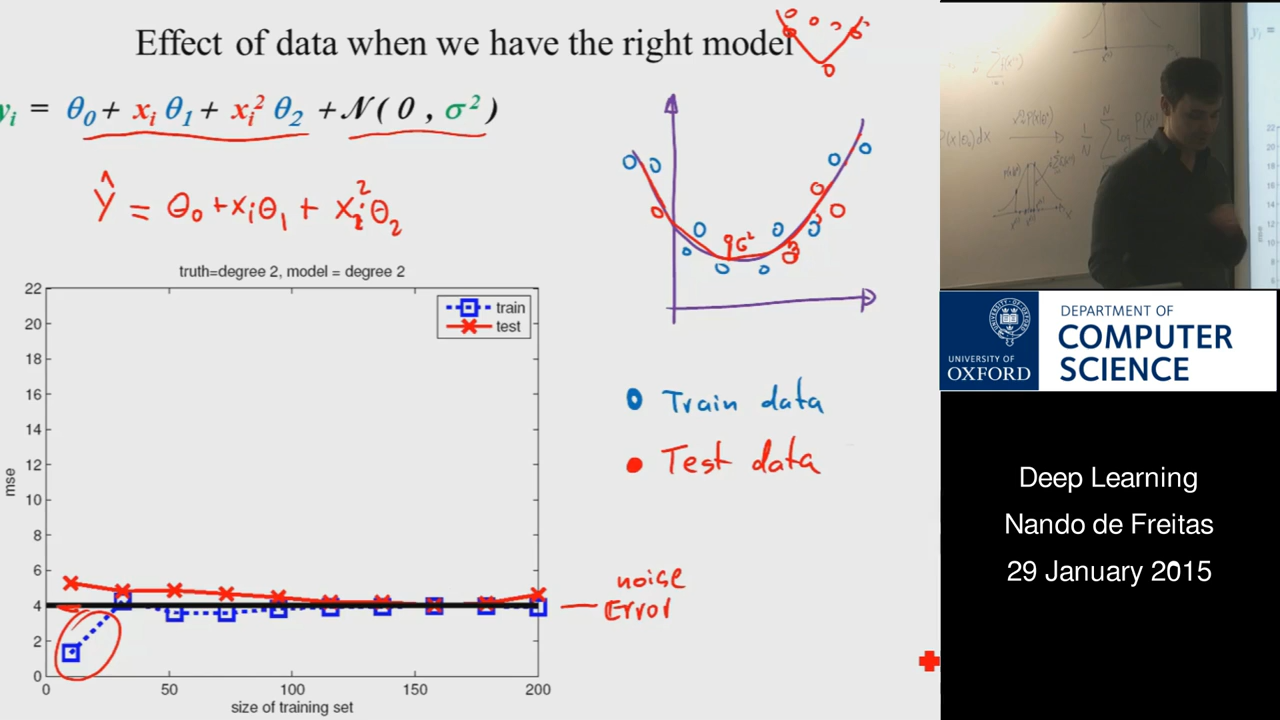 Effect of data when we have the right model
yᵢ = θ₀ + xᵢ θ₁ + xᵢ² θ₂ + N( 0 , σ² )
Ŷ = θ₀ + xᵢθ₁ + xᵢ²θ₂
σ²
truth=degree 2, model = degree 2
train
test
22
20
18
16
14
12
10
8
6
4
2
0
mse
0 50 100 150 200
size of training set
noise
Error
Train data
Test data
UNIVERSITY OF
OXFORD
DEPARTMENT OF
COMPUTER
SCIENCE
Deep Learning
Nando de Freitas
29 January 2015